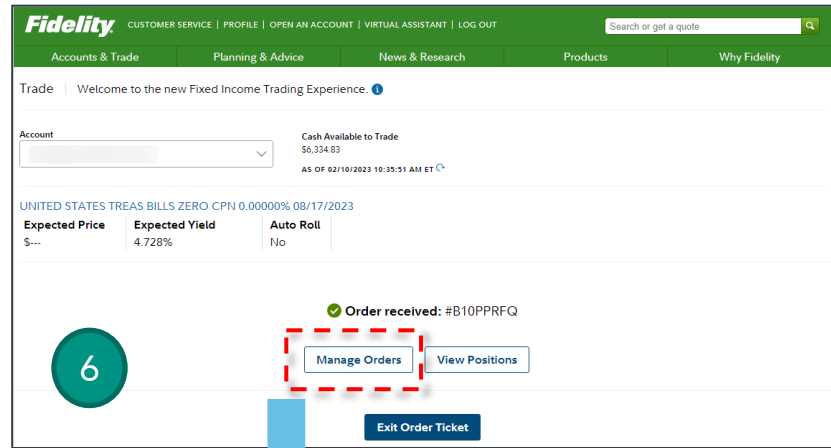 Fidelity CUSTOMER SERVICE | PROFILE | OPEN AN ACCOUNT | VIRTUAL ASSISTANT | LOG OUT Search or get a quote
Accounts & Trade Planning & Advice News & Research Products Why Fidelity
Trade | Welcome to the new Fixed Income Trading Experience.
Account Cash Available to Trade
$6,334.83
AS OF 02/10/2023 10:35:51 AM ET
UNITED STATES TREAS BILLS ZERO CPN 0.00000% 08/17/2023
Expected Price Expected Yield Auto Roll
$--- 4.728% No
Order received: #B10PPRFQ
Manage Orders View Positions
6
Exit Order Ticket